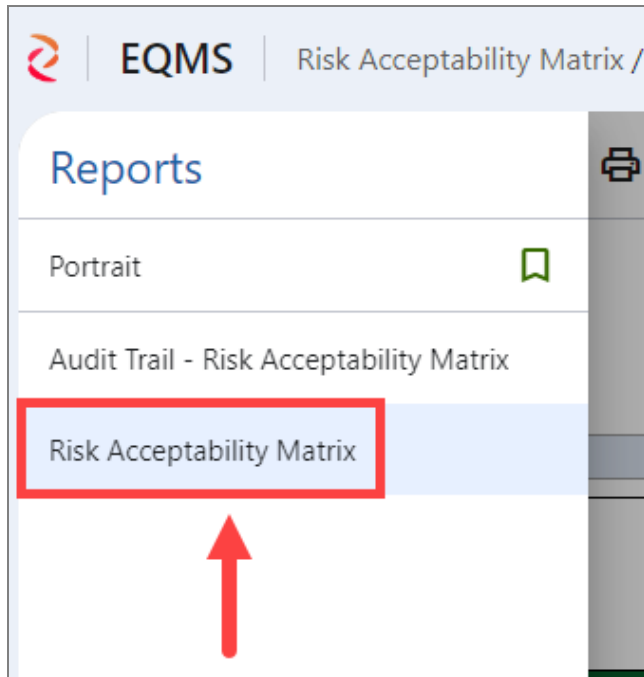 EQMS Risk Acceptability Matrix /
Reports
Portrait
Audit Trail - Risk Acceptability Matrix
Risk Acceptability Matrix